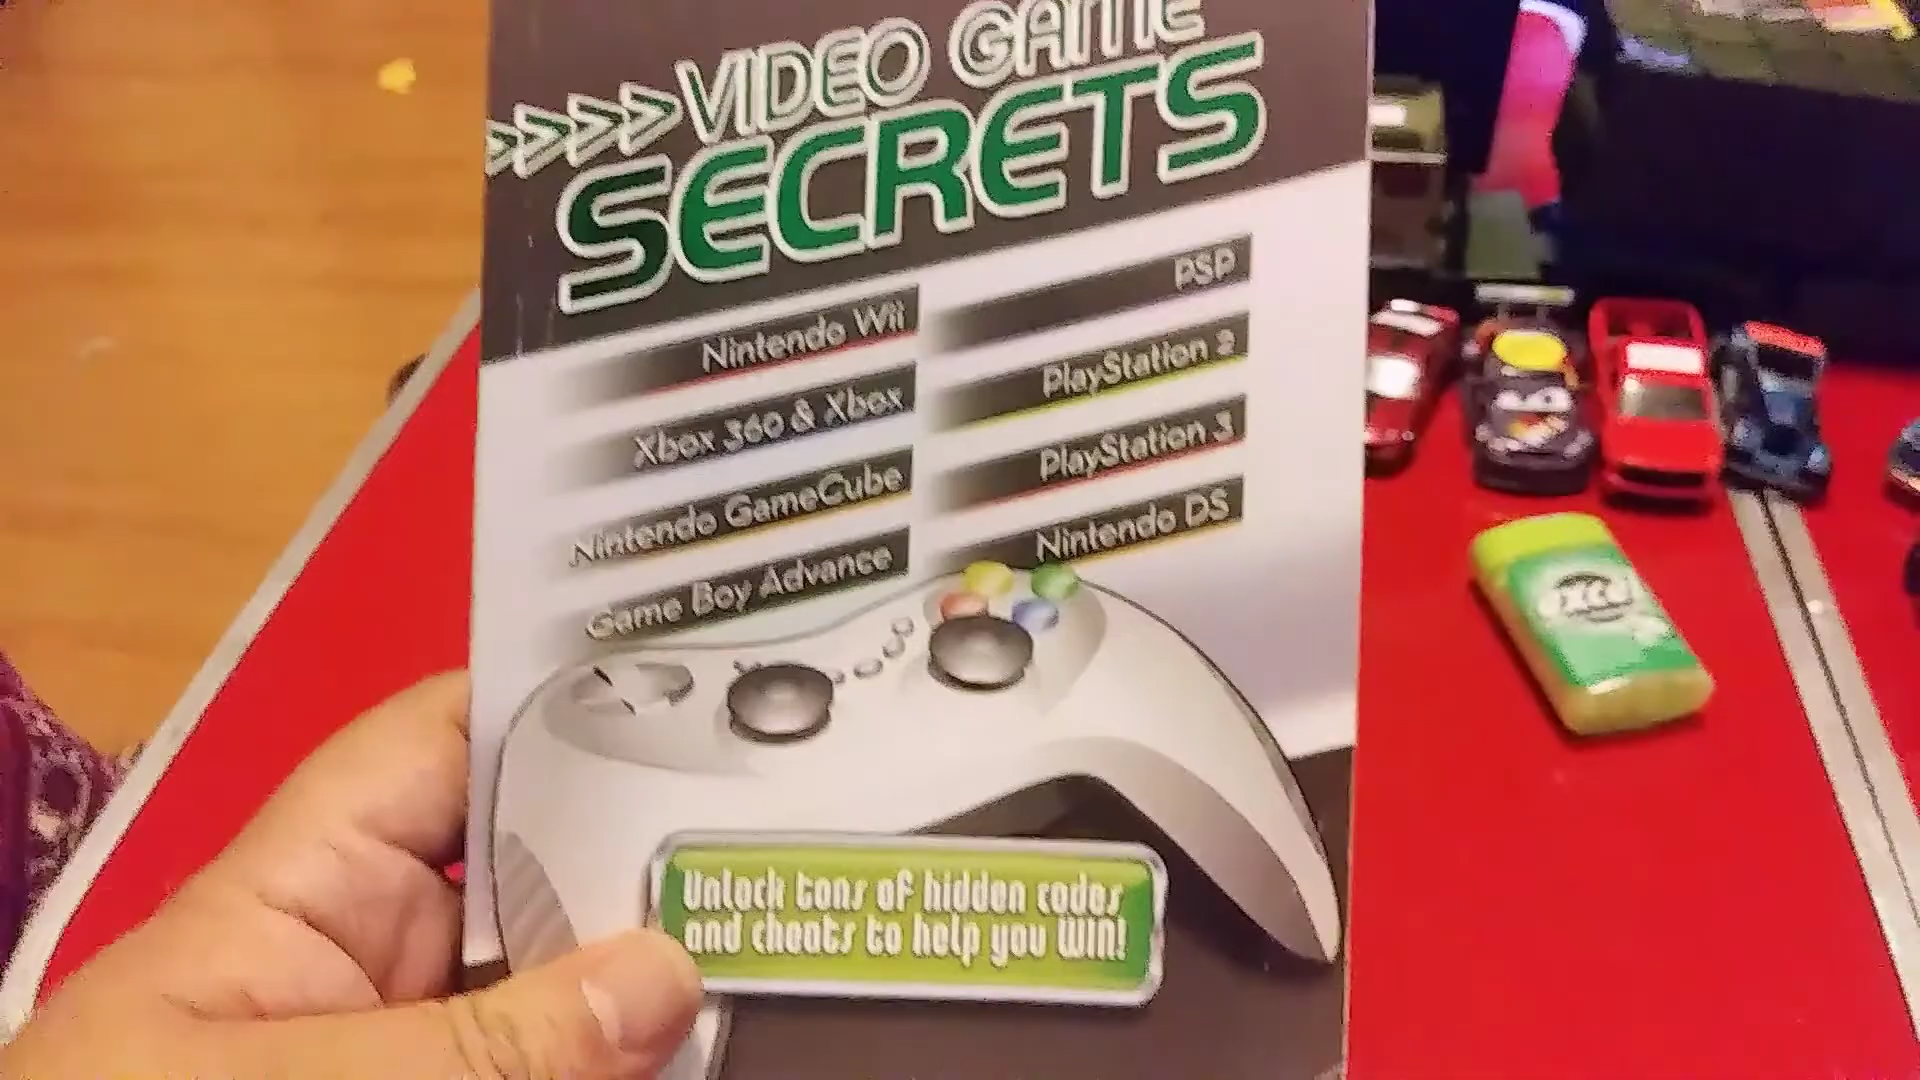 >>>> VIDEO GAME
SECRETS
Nintendo Wii
Xbox 360 & Xbox
Nintendo GameCube
Game Boy Advance
PSP
PlayStation 2
PlayStation 3
Nintendo DS
Unlock tons of hidden codes
and cheats to help you WIN!
excel